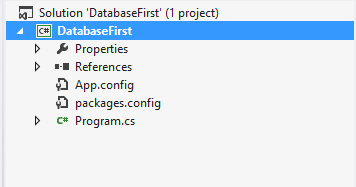 Solution 'DatabaseFirst' (1 project)
C# DatabaseFirst
Properties
References
App.config
packages.config
C# Program.cs